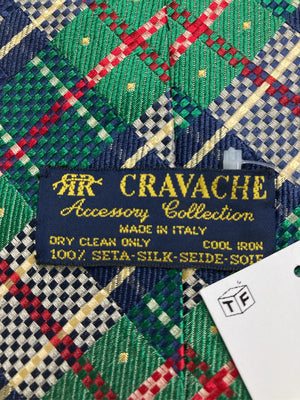 RR CRAVACHE
Accessory Collection
MADE IN ITALY
DRY CLEAN ONLY COOL IRON
100% SETA-SILK-SEIDE-SOIE
TF